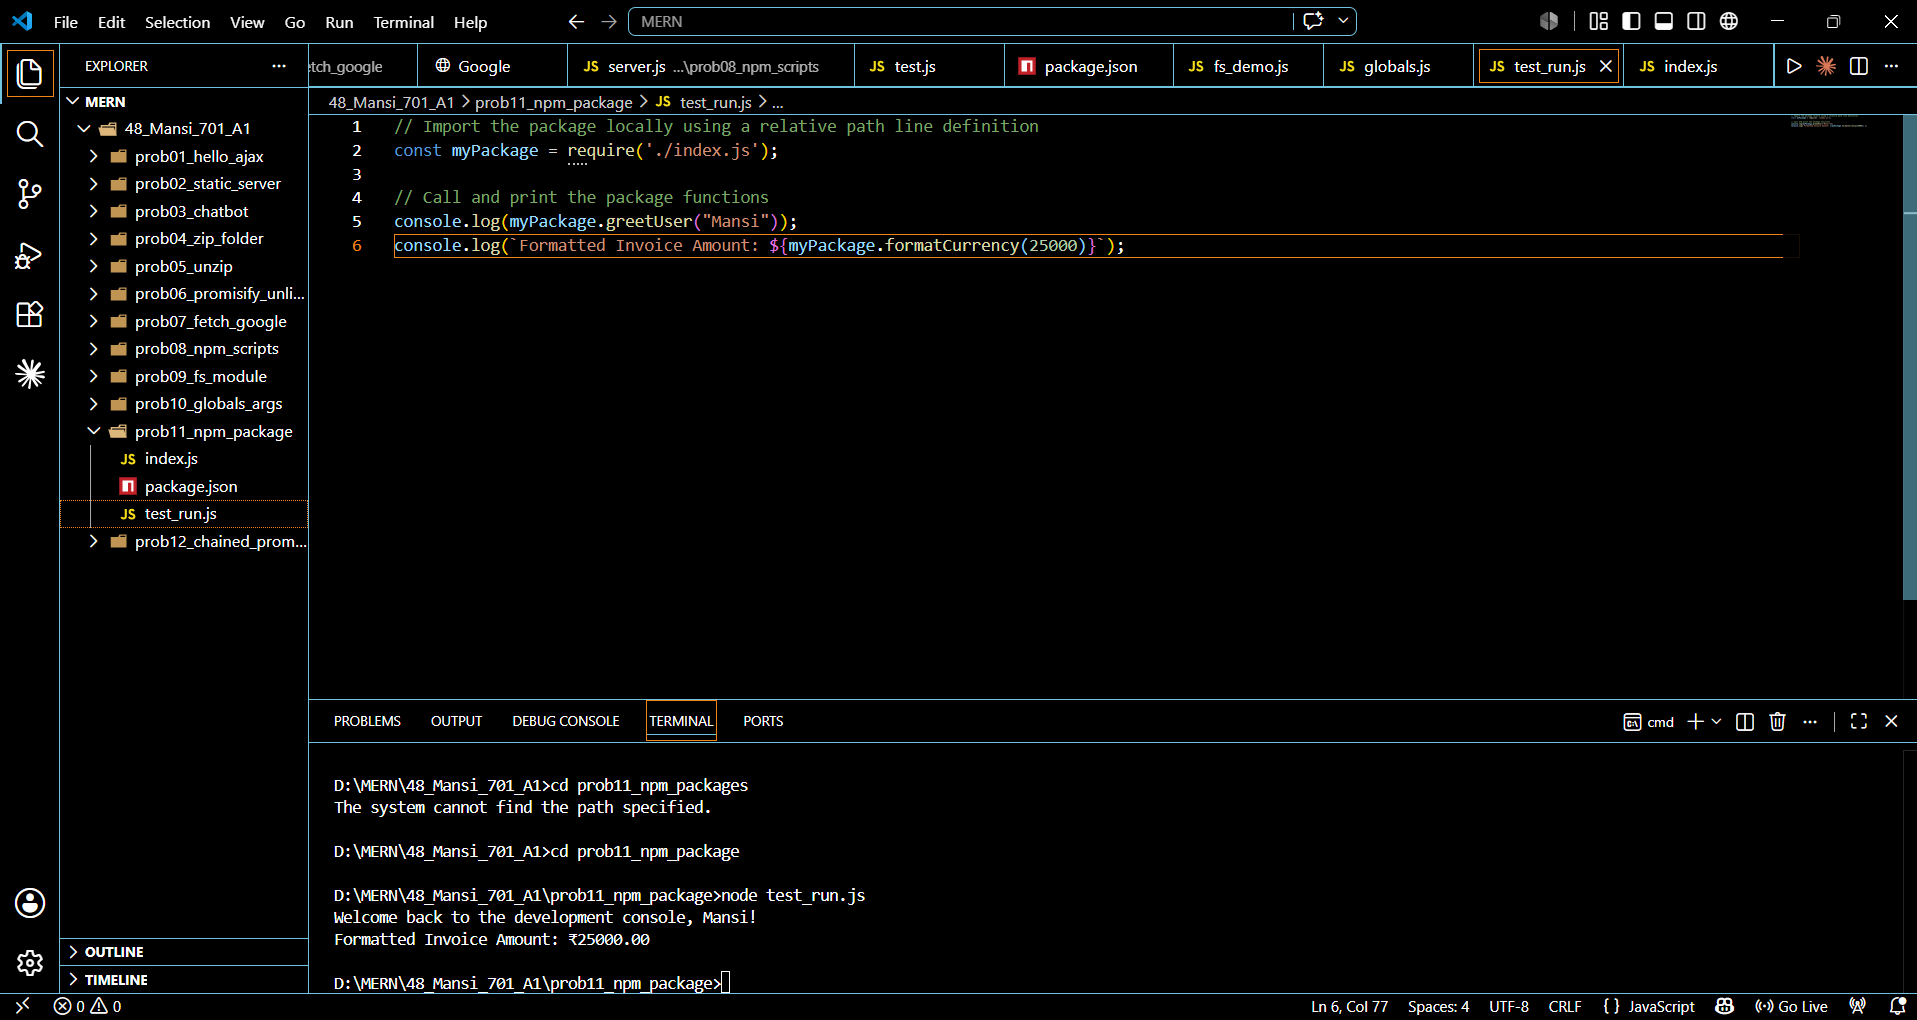 File Edit Selection View Go Run Terminal Help
MERN
EXPLORER
MERN
48_Mansi_701_A1
prob01_hello_ajax
prob02_static_server
prob03_chatbot
prob04_zip_folder
prob05_unzip
prob06_promisify_unli...
prob07_fetch_google
prob08_npm_scripts
prob09_fs_module
prob10_globals_args
prob11_npm_package
JS index.js
package.json
JS test_run.js
prob12_chained_prom...
OUTLINE
TIMELINE
etch_google Google JS server.js ...\prob08_npm_scripts JS test.js package.json JS fs_demo.js JS globals.js JS test_run.js JS index.js
48_Mansi_701_A1 > prob11_npm_package > JS test_run.js > ...
1 // Import the package locally using a relative path line definition
2 const myPackage = require('./index.js');
3
4 // Call and print the package functions
5 console.log(myPackage.greetUser("Mansi"));
6 console.log(`Formatted Invoice Amount: ${myPackage.formatCurrency(25000)}`);
PROBLEMS OUTPUT DEBUG CONSOLE TERMINAL PORTS
cmd
D:\MERN\48_Mansi_701_A1>cd prob11_npm_packages
The system cannot find the path specified.
D:\MERN\48_Mansi_701_A1>cd prob11_npm_package
D:\MERN\48_Mansi_701_A1\prob11_npm_package>node test_run.js
Welcome back to the development console, Mansi!
Formatted Invoice Amount: ₹25000.00
D:\MERN\48_Mansi_701_A1\prob11_npm_package>
0 0
Ln 6, Col 77 Spaces: 4 UTF-8 CRLF {} JavaScript Go Live